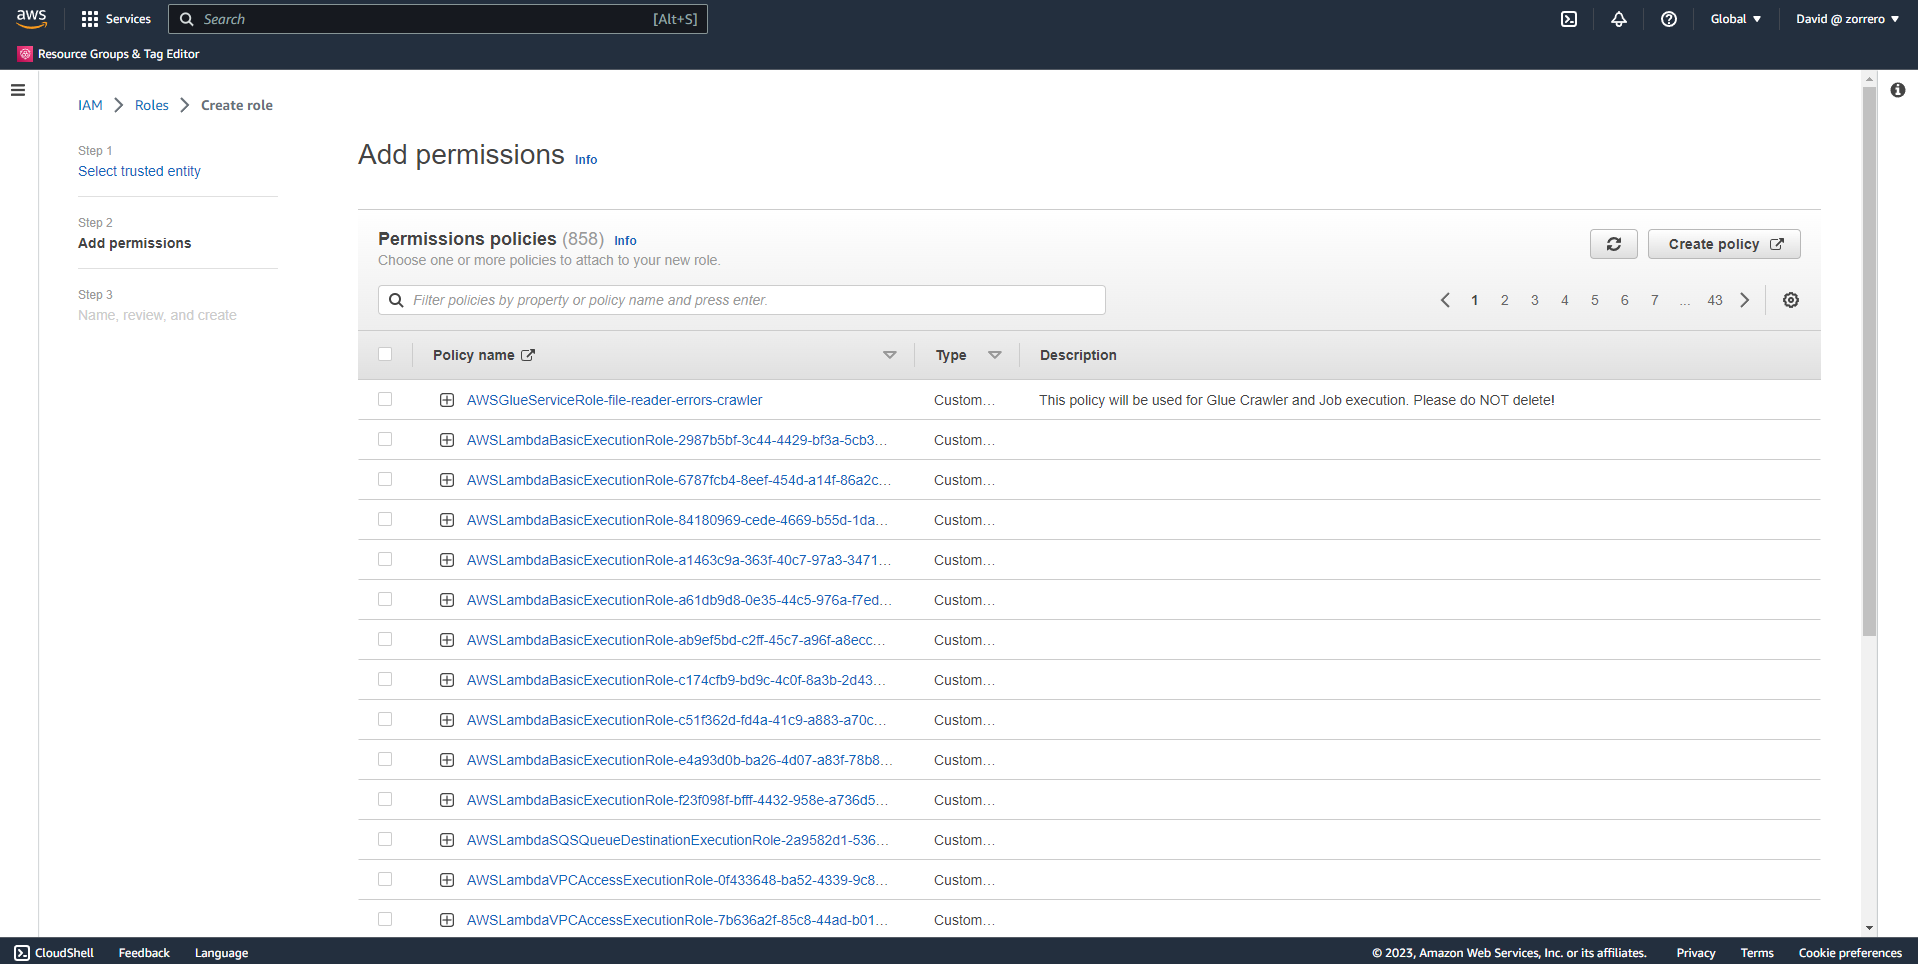 aws Services Search [Alt+S] Global David @ zorrero
Resource Groups & Tag Editor
IAM Roles Create role
Step 1
Select trusted entity
Step 2
Add permissions
Step 3
Name, review, and create
Add permissions Info
Permissions policies (858) Info
Choose one or more policies to attach to your new role.
Create policy
Filter policies by property or policy name and press enter.
1 2 3 4 5 6 7 ... 43
Policy name Type Description
AWSGlueServiceRole-file-reader-errors-crawler Custom… This policy will be used for Glue Crawler and Job execution. Please do NOT delete!
AWSLambdaBasicExecutionRole-2987b5bf-3c44-4429-bf3a-5cb3… Custom…
AWSLambdaBasicExecutionRole-6787fcb4-8eef-454d-a14f-86a2c… Custom…
AWSLambdaBasicExecutionRole-84180969-cede-4669-b55d-1da… Custom…
AWSLambdaBasicExecutionRole-a1463c9a-363f-40c7-97a3-3471… Custom…
AWSLambdaBasicExecutionRole-a61db9d8-0e35-44c5-976a-f7ed… Custom…
AWSLambdaBasicExecutionRole-ab9ef5bd-c2ff-45c7-a96f-a8ecc… Custom…
AWSLambdaBasicExecutionRole-c174cfb9-bd9c-4c0f-8a3b-2d43… Custom…
AWSLambdaBasicExecutionRole-c51f362d-fd4a-41c9-a883-a70c… Custom…
AWSLambdaBasicExecutionRole-e4a93d0b-ba26-4d07-a83f-78b8… Custom…
AWSLambdaBasicExecutionRole-f23f098f-bfff-4432-958e-a736d5… Custom…
AWSLambdaSQSQueueDestinationExecutionRole-2a9582d1-536… Custom…
AWSLambdaVPCAccessExecutionRole-0f433648-ba52-4339-9c8… Custom…
AWSLambdaVPCAccessExecutionRole-7b636a2f-85c8-44ad-b01… Custom…
CloudShell Feedback Language © 2023, Amazon Web Services, Inc. or its affiliates. Privacy Terms Cookie preferences